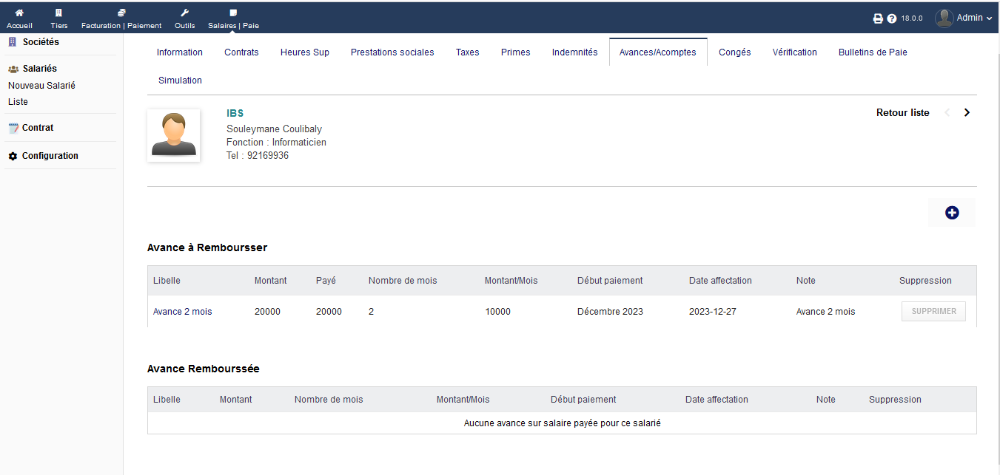 Accueil Tiers Facturation | Paiement Outils Salaires | Paie 18.0.0 Admin
Sociétés
Salariés
Nouveau Salarié
Liste
Contrat
Configuration
Information Contrats Heures Sup Prestations sociales Taxes Primes Indemnités Avances/Acomptes Congés Vérification Bulletins de Paie
Simulation
IBS
Souleymane Coulibaly
Fonction : Informaticien
Tel : 92169936
Retour liste
Avance à Remboursser
Libelle Montant Payé Nombre de mois Montant/Mois Début paiement Date affectation Note Suppression
Avance 2 mois 20000 20000 2 10000 Décembre 2023 2023-12-27 Avance 2 mois SUPPRIMER
Avance Rembourssée
Libelle Montant Nombre de mois Montant/Mois Début paiement Date affectation Note Suppression
Aucune avance sur salaire payée pour ce salarié